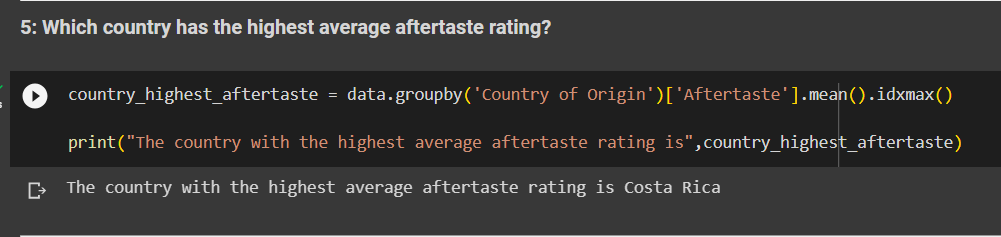 5: Which country has the highest average aftertaste rating?
country_highest_aftertaste = data.groupby('Country of Origin')['Aftertaste'].mean().idxmax()
print("The country with the highest average aftertaste rating is",country_highest_aftertaste)
The country with the highest average aftertaste rating is Costa Rica